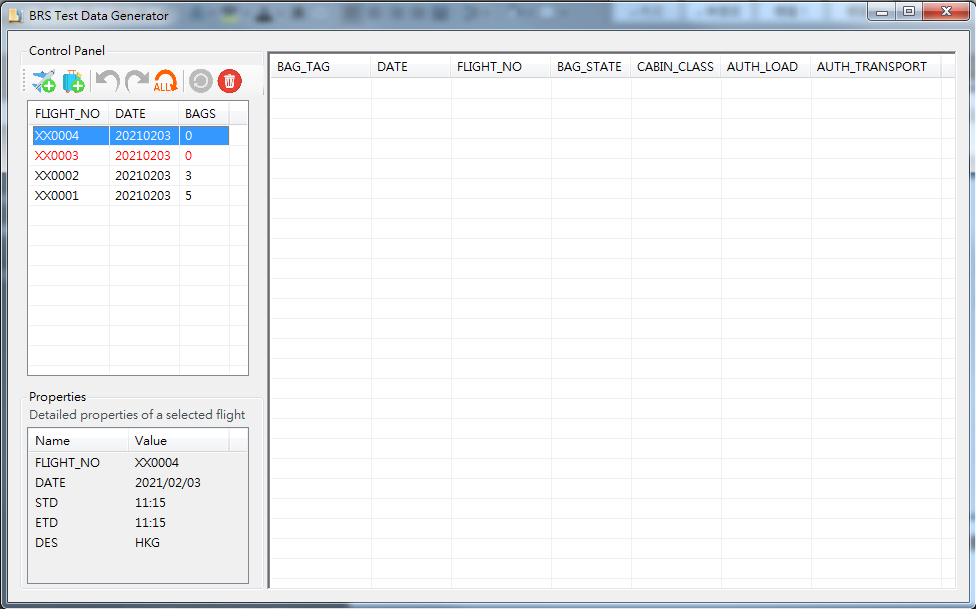 BRS Test Data Generator
Control Panel
ALL
FLIGHT_NO DATE BAGS
XX0004 20210203 0
XX0003 20210203 0
XX0002 20210203 3
XX0001 20210203 5
Properties
Detailed properties of a selected flight
Name Value
FLIGHT_NO XX0004
DATE 2021/02/03
STD 11:15
ETD 11:15
DES HKG
BAG_TAG DATE FLIGHT_NO BAG_STATE CABIN_CLASS AUTH_LOAD AUTH_TRANSPORT